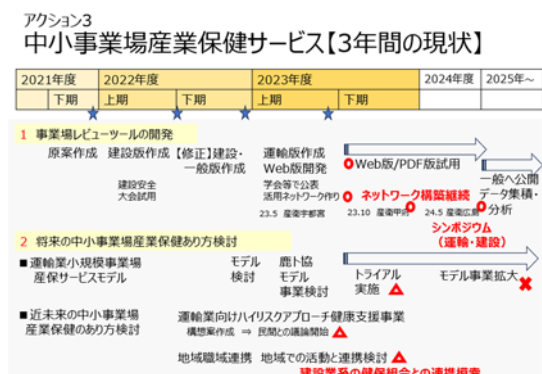 アクション3
中小事業場産業保健サービス【3年間の現状】
2021年度 2022年度 2023年度 2024年度 2025年~
下期 上期 下期 上期 下期
1 事業場レビューツールの開発
原案作成 建設版作成 【修正】建設・ 運輸版作成
一般版作成 Web版開発 Web版/PDF版試用
一般へ公開
建設安全 学会等で公表
大会試用 活用ネットワーク作り ネットワーク構築継続 データ集積・
23.5 産衛宇都宮 23.10 産衛甲府 24.5 産衛広島 分析
シンポジウム
(運輸・建設)
2 将来の中小事業場産業保健あり方検討
■運輸業小規模事業場 モデル 鹿ト協
産保サービスモデル 検討 モデル トライアル モデル事業拡大
事業検討 実施
■近未来の中小事業場 運輸業向けハイリスクアプローチ健康支援事業
産業保健のあり方検討 構想案作成 ⇒ 民間との議論開始
地域職域連携 地域での活動と連携検討
建設業系の健保組合との連携模索